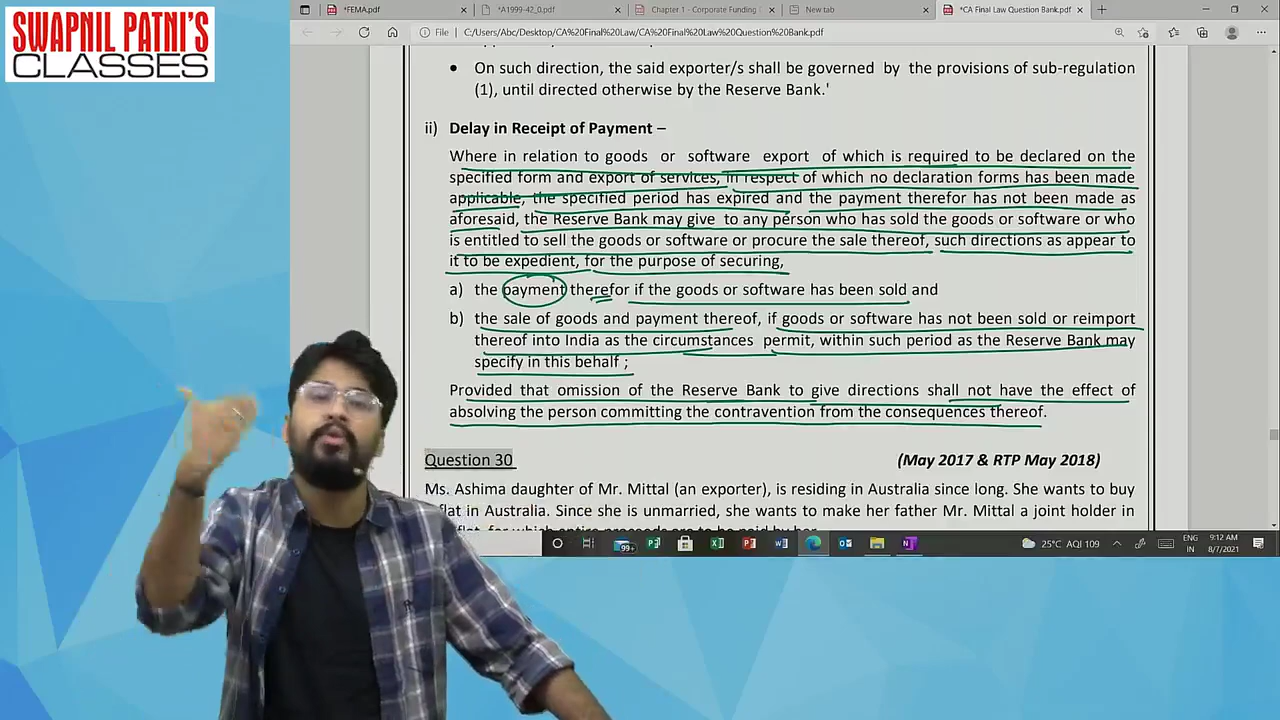 SWAPNIL PATNI'S
CLASSES
*FEMA.pdf
*A1999-42_0.pdf
Chapter 1 - Corporate Funding
New tab
*CA Final Law Question Bank.pdf
File
C:/Users/Abc/Desktop/CA%20Final%20Law/CA%20Final%20Law%20Question%20Bank.pdf
• On such direction, the said exporter/s shall be governed by the provisions of sub-regulation
(1), until directed otherwise by the Reserve Bank.'
ii) Delay in Receipt of Payment –
Where in relation to goods or software export of which is required to be declared on the
specified form and export of services, in respect of which no declaration forms has been made
applicable, the specified period has expired and the payment therefor has not been made as
aforesaid, the Reserve Bank may give to any person who has sold the goods or software or who
is entitled to sell the goods or software or procure the sale thereof, such directions as appear to
it to be expedient, for the purpose of securing,
a) the payment therefor if the goods or software has been sold and
b) the sale of goods and payment thereof, if goods or software has not been sold or reimport
thereof into India as the circumstances permit, within such period as the Reserve Bank may
specify in this behalf ;
Provided that omission of the Reserve Bank to give directions shall not have the effect of
absolving the person committing the contravention from the consequences thereof.
Question 30 (May 2017 & RTP May 2018)
Ms. Ashima daughter of Mr. Mittal (an exporter), is residing in Australia since long. She wants to buy
flat in Australia. Since she is unmarried, she wants to make her father Mr. Mittal a joint holder in
99+
25°C AQI 109
ENG
IN
9:12 AM
8/7/2021